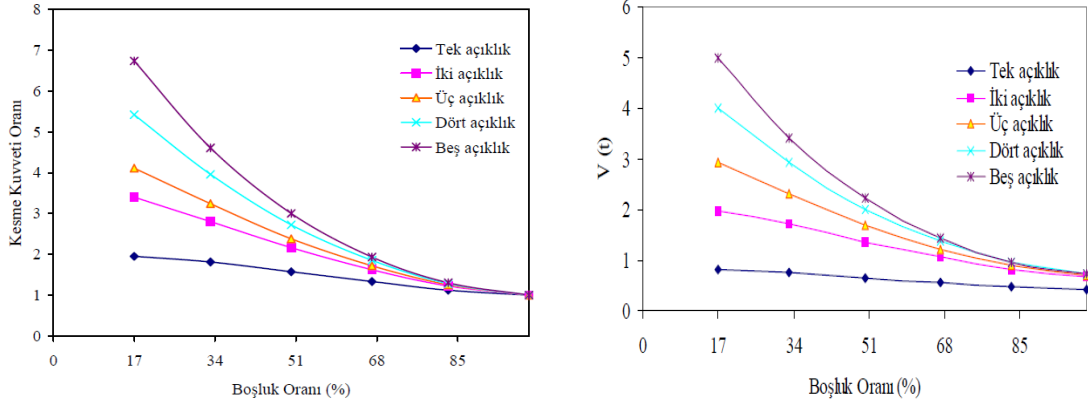 Kesme Kuvveti Oranı
8
7
6
5
4
3
2
1
0
0 17 34 51 68 85
Boşluk Oranı (%)
Tek açıklık
İki açıklık
Üç açıklık
Dört açıklık
Beş açıklık
V (t)
6
5
4
3
2
1
0
0 17 34 51 68 85
Boşluk Oranı (%)
Tek açıklık
İki açıklık
Üç açıklık
Dört açıklık
Beş açıklık